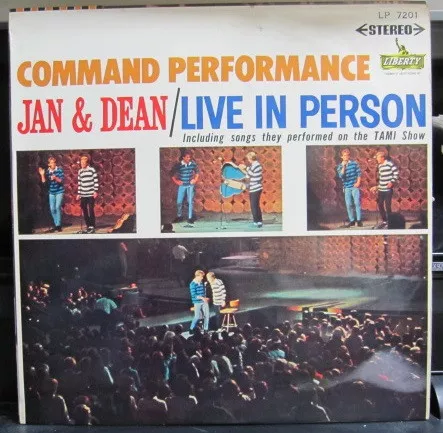 LP 7201
STEREO
LIBERTY
COMMAND PERFORMANCE
JAN & DEAN/LIVE IN PERSON
Including songs they performed on the TAMI Show